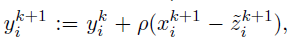 $y_i^{k+1} := y_i^k + \rho(x_i^{k+1} - \tilde{z}_i^{k+1}),$